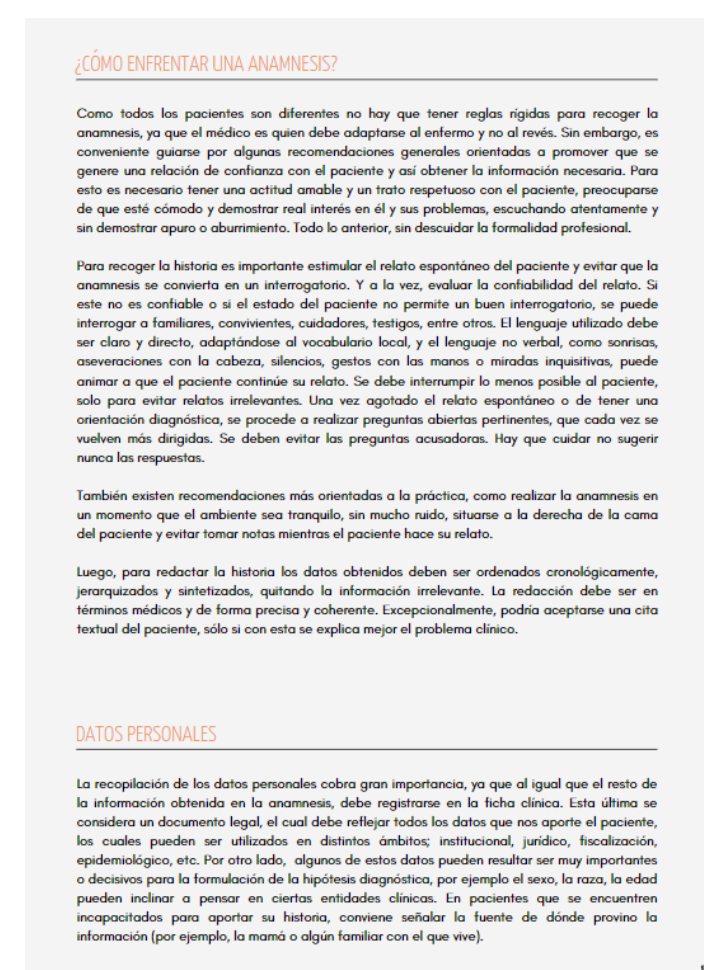 ¿CÓMO ENFRENTAR UNA ANAMNESIS?
Como todos los pacientes son diferentes no hay que tener reglas rígidas para recoger la
anamnesis, ya que el médico es quien debe adaptarse al enfermo y no al revés. Sin embargo, es
conveniente guiarse por algunas recomendaciones generales orientadas a promover que se
genere una relación de confianza con el paciente y así obtener la información necesaria. Para
esto es necesario tener una actitud amable y un trato respetuoso con el paciente, preocuparse
de que esté cómodo y demostrar real interés en él y sus problemas, escuchando atentamente y
sin demostrar apuro o aburrimiento. Todo lo anterior, sin descuidar la formalidad profesional.
Para recoger la historia es importante estimular el relato espontáneo del paciente y evitar que la
anamnesis se convierta en un interrogatorio. Y a la vez, evaluar la confiabilidad del relato. Si
este no es confiable o si el estado del paciente no permite un buen interrogatorio, se puede
interrogar a familiares, convivientes, cuidadores, testigos, entre otros. El lenguaje utilizado debe
ser claro y directo, adaptándose al vocabulario local, y el lenguaje no verbal, como sonrisas,
aseveraciones con la cabeza, silencios, gestos con las manos o miradas inquisitivas, puede
animar a que el paciente continúe su relato. Se debe interrumpir lo menos posible al paciente,
solo para evitar relatos irrelevantes. Una vez agotado el relato espontáneo o de tener una
orientación diagnóstica, se procede a realizar preguntas abiertas pertinentes, que cada vez se
vuelven más dirigidas. Se deben evitar las preguntas acusadoras. Hay que cuidar no sugerir
nunca las respuestas.
También existen recomendaciones más orientadas a la práctica, como realizar la anamnesis en
un momento que el ambiente sea tranquilo, sin mucho ruido, situarse a la derecha de la cama
del paciente y evitar tomar notas mientras el paciente hace su relato.
Luego, para redactar la historia los datos obtenidos deben ser ordenados cronológicamente,
jerarquizados y sintetizados, quitando la información irrelevante. La redacción debe ser en
términos médicos y de forma precisa y coherente. Excepcionalmente, podría aceptarse una cita
textual del paciente, sólo si con esta se explica mejor el problema clínico.
DATOS PERSONALES
La recopilación de los datos personales cobra gran importancia, ya que al igual que el resto de
la información obtenida en la anamnesis, debe registrarse en la ficha clínica. Esta última se
considera un documento legal, el cual debe reflejar todos los datos que nos aporte el paciente,
los cuales pueden ser utilizados en distintos ámbitos; institucional, jurídico, fiscalización,
epidemiológico, etc. Por otro lado, algunos de estos datos pueden resultar ser muy importantes
o decisivos para la formulación de la hipótesis diagnóstica, por ejemplo el sexo, la raza, la edad
pueden inclinar a pensar en ciertas entidades clínicas. En pacientes que se encuentren
incapacitados para aportar su historia, conviene señalar la fuente de dónde provino la
información (por ejemplo, la mamá o algún familiar con el que vive).